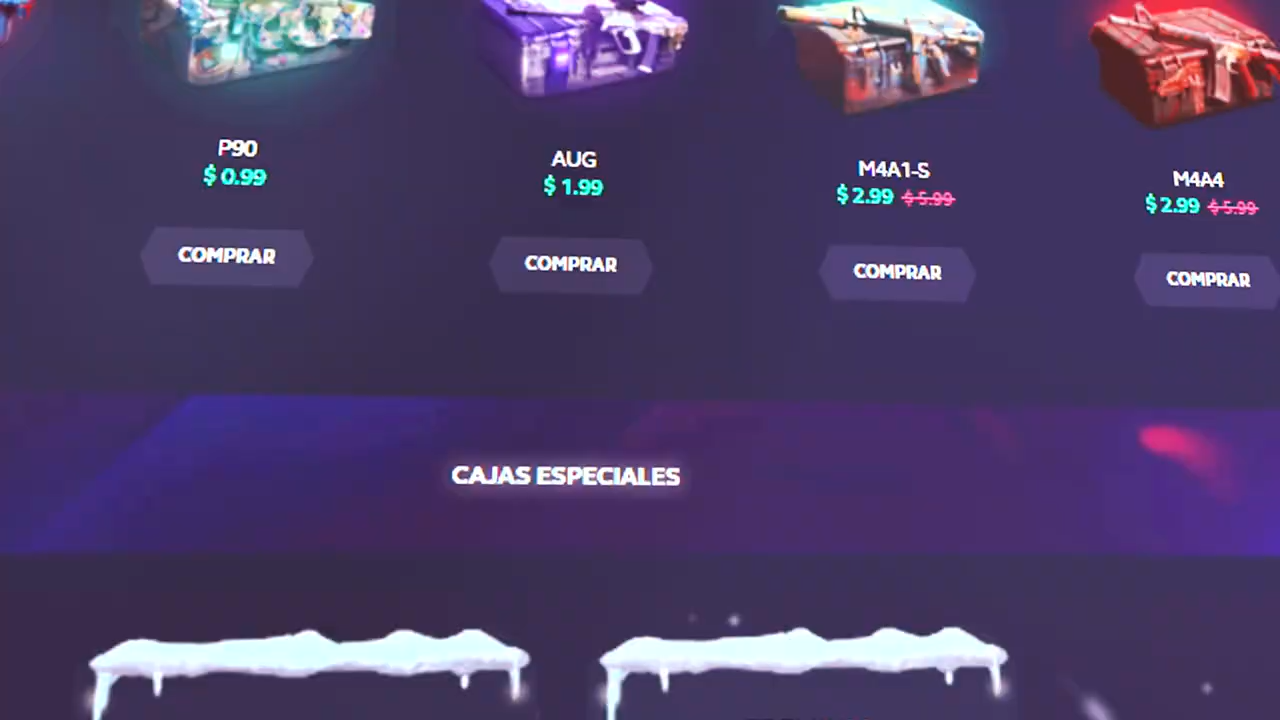 P90
$ 0.99
COMPRAR
AUG
$ 1.99
COMPRAR
M4A1-S
$ 2.99 $ 5.99
COMPRAR
M4A4
$ 2.99 $ 5.99
COMPRAR
CAJAS ESPECIALES